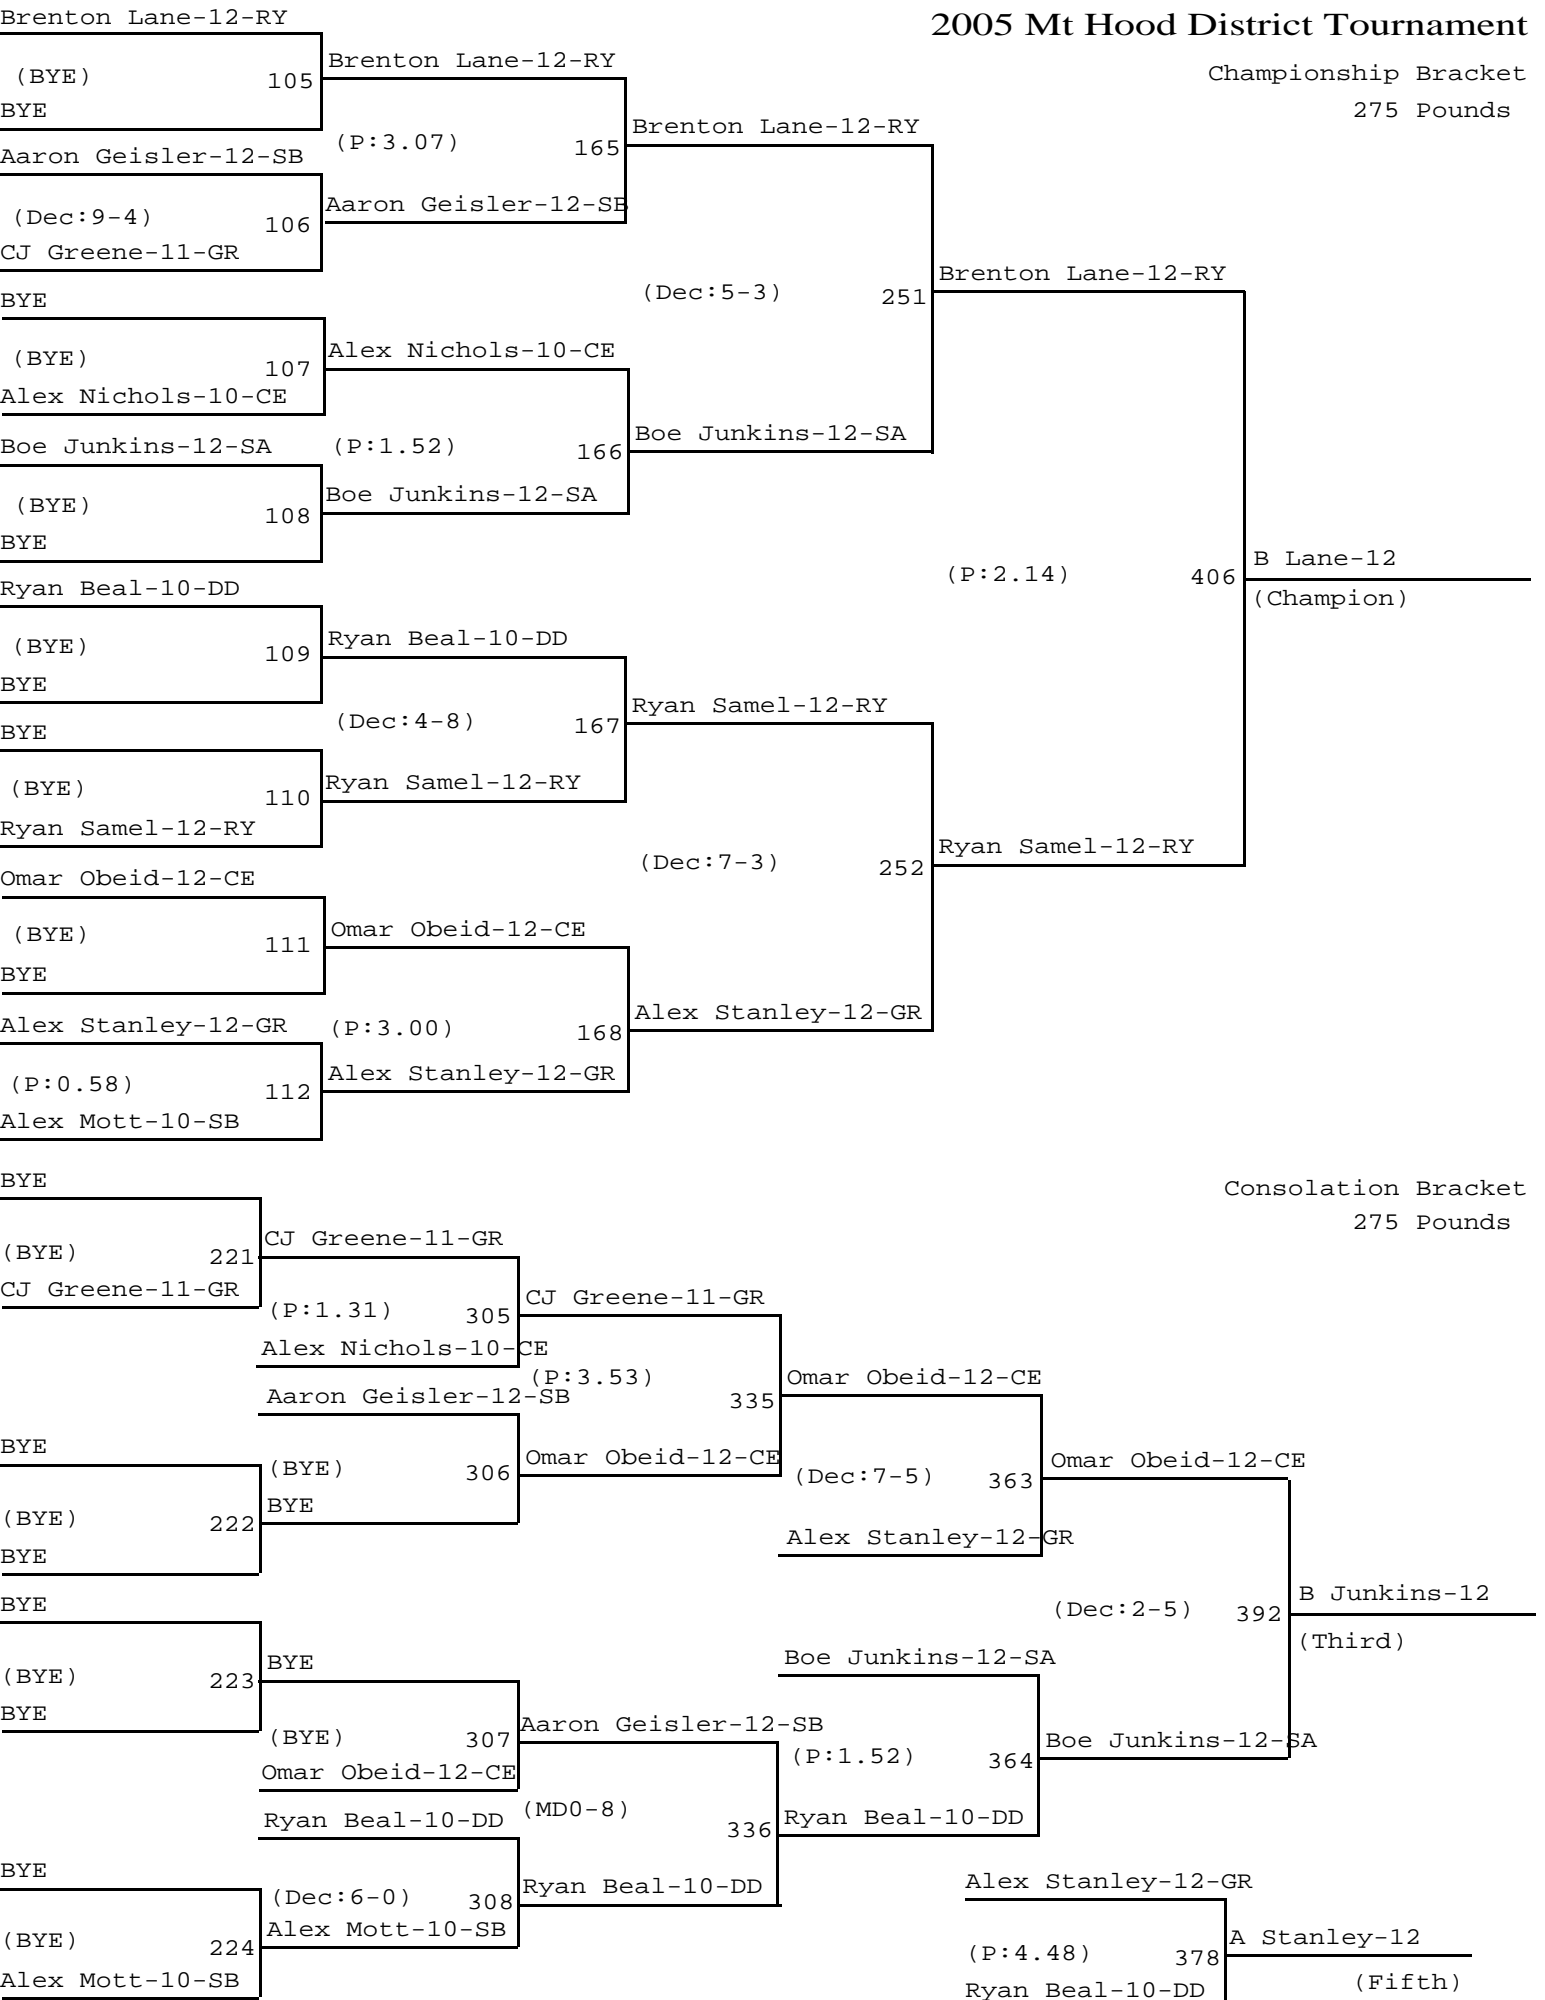 2005 Mt Hood District Tournament
Championship Bracket
275 Pounds
Brenton Lane-12-RY
(BYE)
105
BYE
Aaron Geisler-12-SB
(Dec:9-4)
106
CJ Greene-11-GR
BYE
(BYE)
107
Alex Nichols-10-CE
Boe Junkins-12-SA
(BYE)
108
BYE
Ryan Beal-10-DD
(BYE)
109
BYE
BYE
(BYE)
110
Ryan Samel-12-RY
Omar Obeid-12-CE
(BYE)
111
BYE
Alex Stanley-12-GR
(P:0.58)
112
Alex Mott-10-SB
Brenton Lane-12-RY
(P:3.07)
165
Aaron Geisler-12-SB
Alex Nichols-10-CE
(P:1.52)
166
Boe Junkins-12-SA
Ryan Beal-10-DD
(Dec:4-8)
167
Ryan Samel-12-RY
Omar Obeid-12-CE
(P:3.00)
168
Alex Stanley-12-GR
Brenton Lane-12-RY
(Dec:5-3)
251
Boe Junkins-12-SA
Ryan Samel-12-RY
(Dec:7-3)
252
Alex Stanley-12-GR
Brenton Lane-12-RY
(P:2.14)
406
Ryan Samel-12-RY
B Lane-12
(Champion)
Consolation Bracket
275 Pounds
BYE
(BYE)
221
CJ Greene-11-GR
BYE
(BYE)
222
BYE
BYE
(BYE)
223
BYE
BYE
(BYE)
224
Alex Mott-10-SB
CJ Greene-11-GR
(P:1.31)
305
Alex Nichols-10-CE
Aaron Geisler-12-SB
(BYE)
306
BYE
BYE
(BYE)
307
Omar Obeid-12-CE
Ryan Beal-10-DD
(Dec:6-0)
308
Alex Mott-10-SB
CJ Greene-11-GR
(P:3.53)
335
Omar Obeid-12-CE
Aaron Geisler-12-SB
(MD0-8)
336
Ryan Beal-10-DD
Omar Obeid-12-CE
(Dec:7-5)
363
Alex Stanley-12-GR
Boe Junkins-12-SA
(P:1.52)
364
Ryan Beal-10-DD
Omar Obeid-12-CE
(Dec:2-5)
392
Boe Junkins-12-SA
B Junkins-12
(Third)
Alex Stanley-12-GR
(P:4.48)
378
Ryan Beal-10-DD
A Stanley-12
(Fifth)